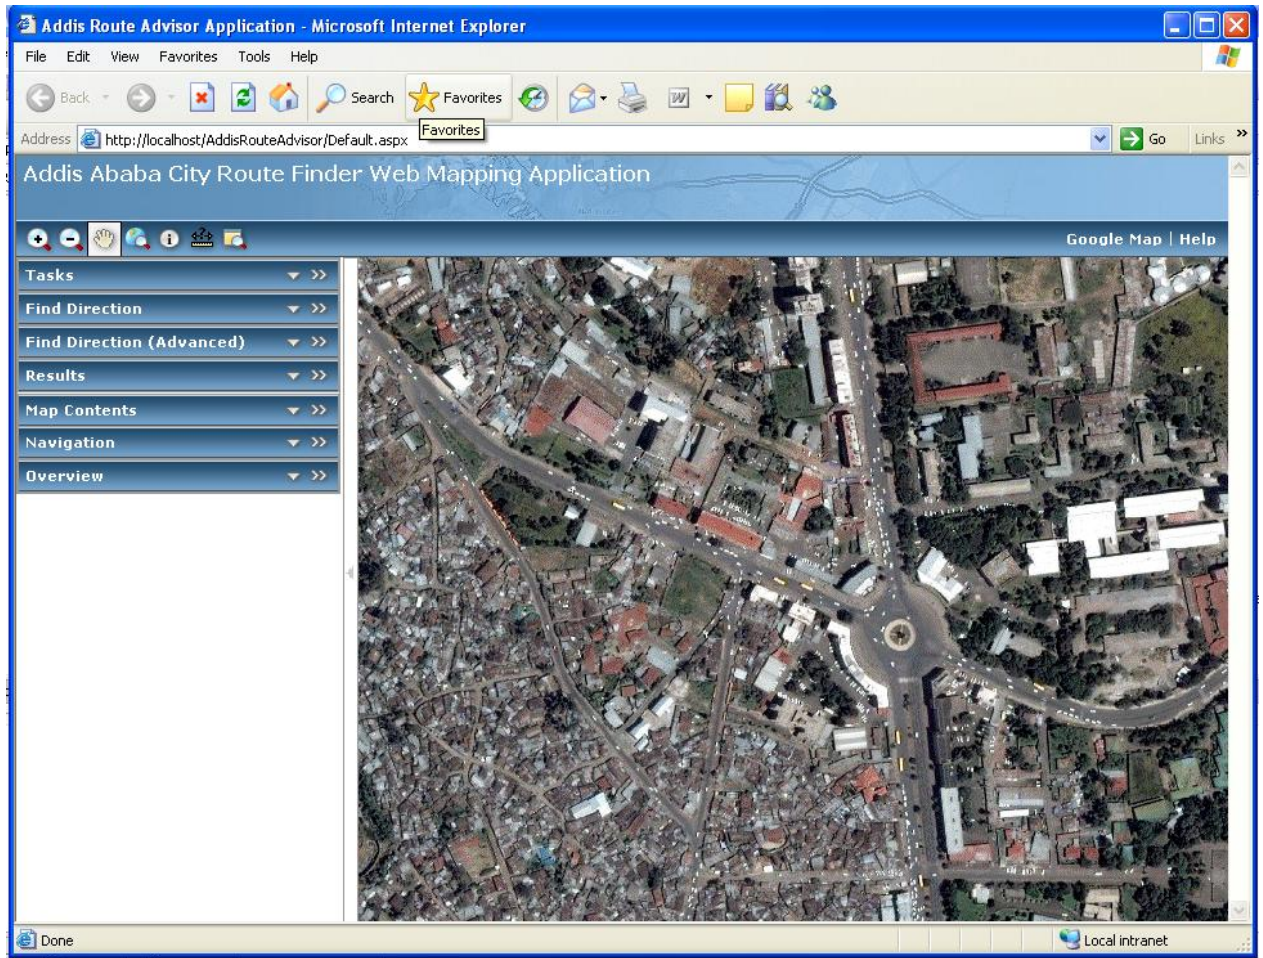 Addis Route Advisor Application - Microsoft Internet Explorer
File Edit View Favorites Tools Help
Back Search Favorites
Favorites
Address http://localhost/AddisRouteAdvisor/Default.aspx Go Links »
Addis Ababa City Route Finder Web Mapping Application
Google Map | Help
Tasks
Find Direction
Find Direction (Advanced)
Results
Map Contents
Navigation
Overview
Done Local intranet